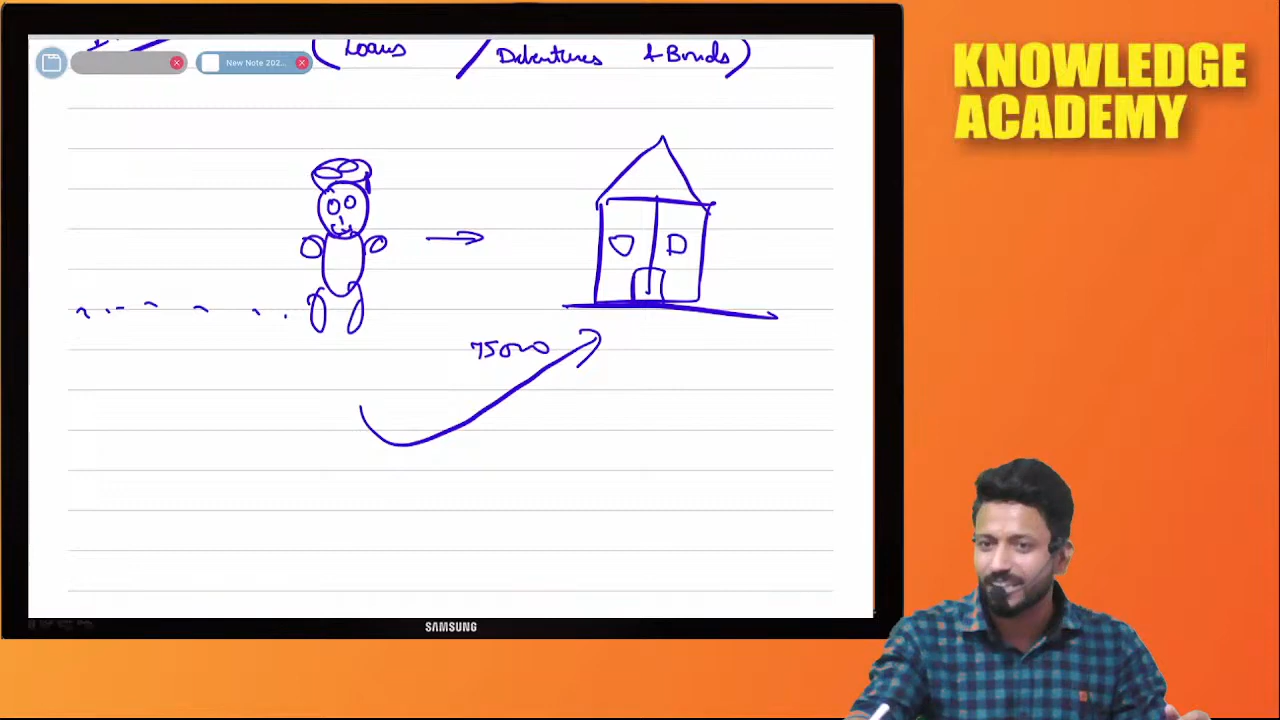 (Loans / Debentures & Bonds)
New Note 202...
KNOWLEDGE
ACADEMY
75000
SAMSUNG